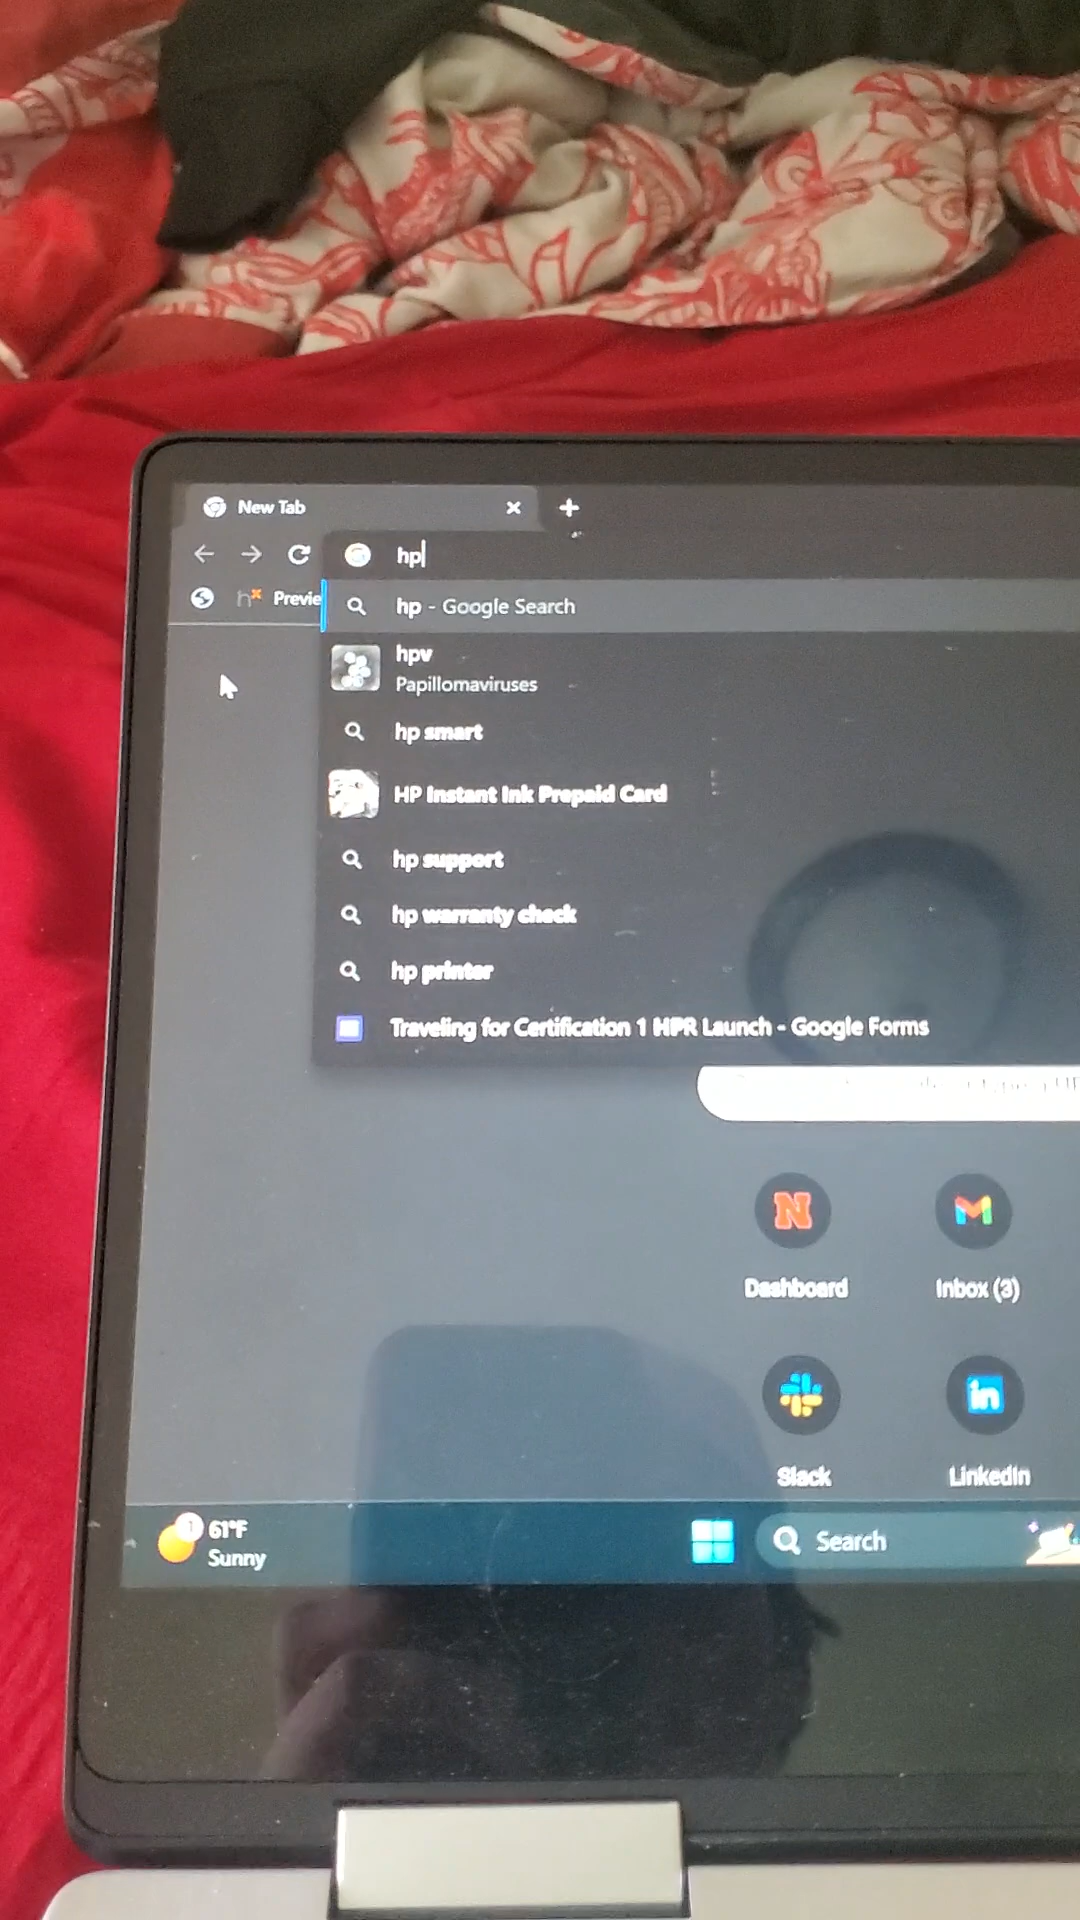 New Tab
hp
Previe
hp - Google Search
hpv
Papillomaviruses
hp smart
HP Instant Ink Prepaid Card
hp support
hp warranty check
hp printer
Traveling for Certification 1 HPR Launch - Google Forms
Dashboard
Inbox (3)
Slack
LinkedIn
1
61°F
Sunny
Search